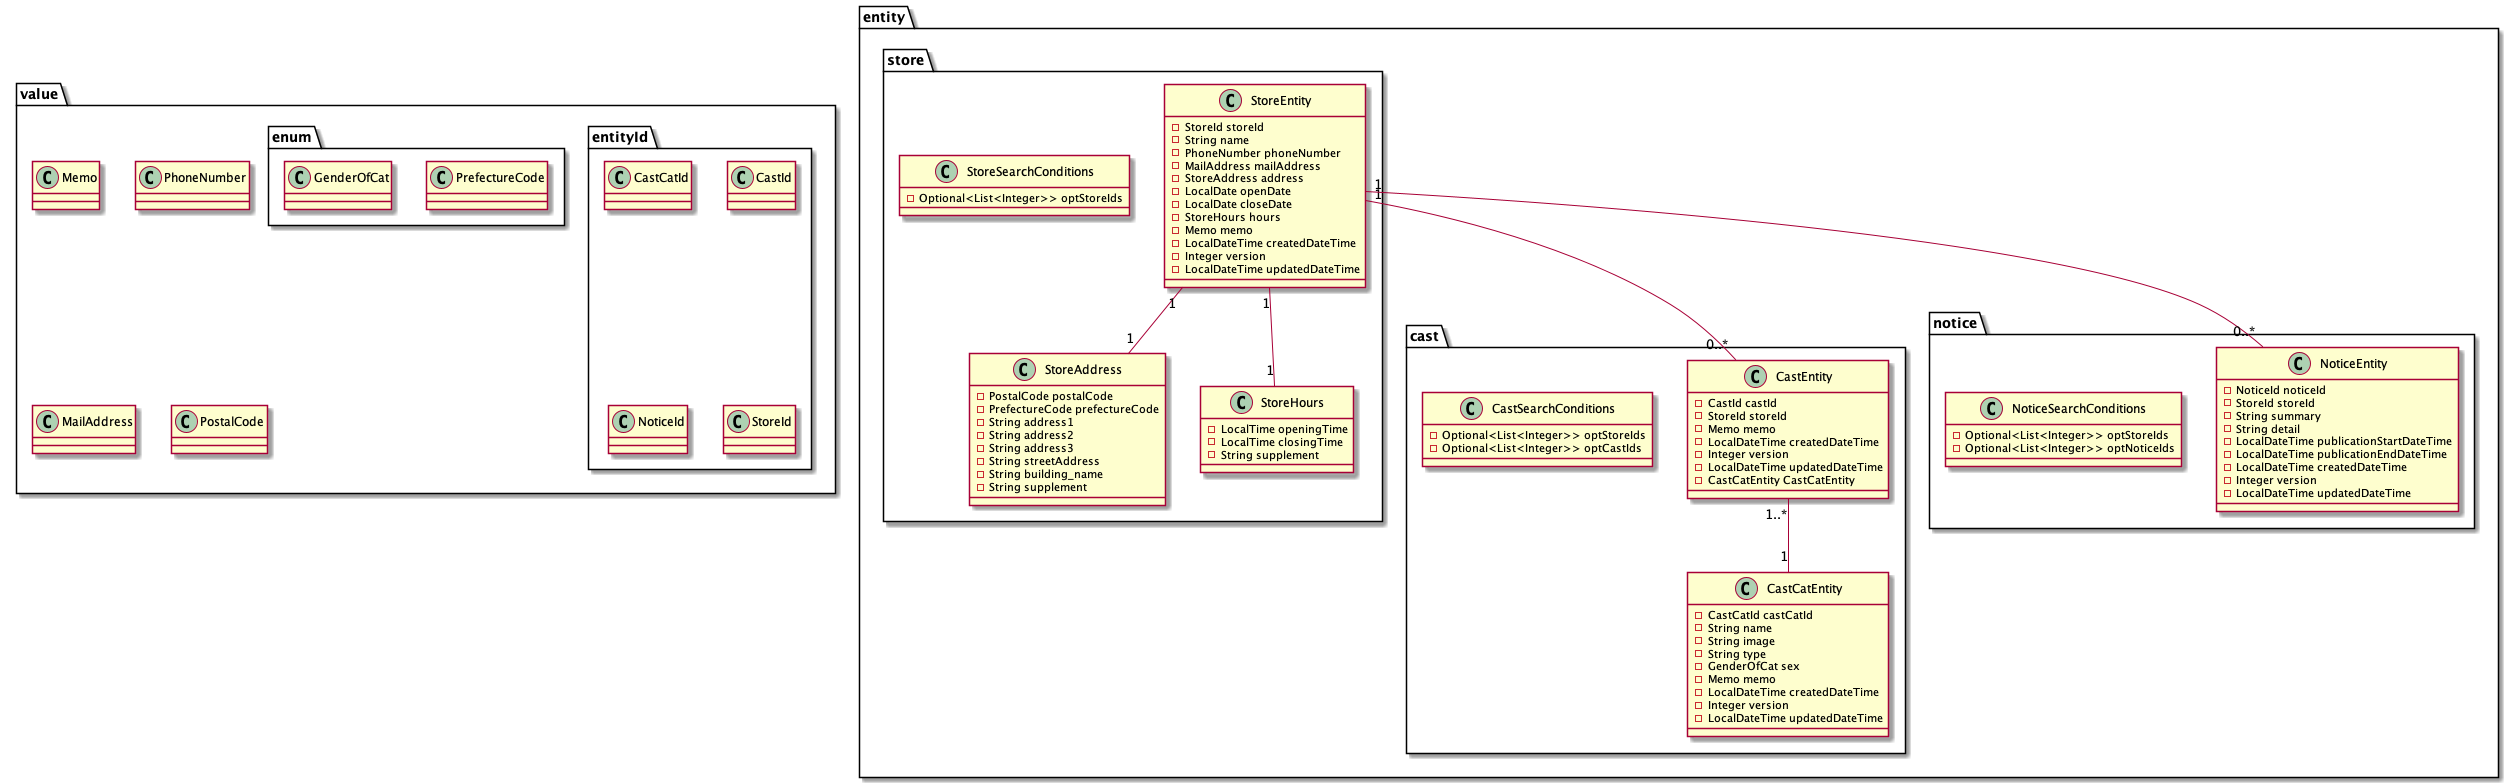 value
Memo
PhoneNumber
enum
GenderOfCat
PrefectureCode
entityId
CastCatId
CastId
MailAddress
PostalCode
NoticeId
StoreId
entity
store
StoreSearchConditions
Optional<List<Integer>> optStoreIds
StoreEntity
StoreId storeId
String name
PhoneNumber phoneNumber
MailAddress mailAddress
StoreAddress address
LocalDate openDate
LocalDate closeDate
StoreHours hours
Memo memo
LocalDateTime createdDateTime
Integer version
LocalDateTime updatedDateTime
1
1
1
1
1
1
0..*
0..*
StoreAddress
PostalCode postalCode
PrefectureCode prefectureCode
String address1
String address2
String address3
String streetAddress
String building_name
String supplement
StoreHours
LocalTime openingTime
LocalTime closingTime
String supplement
cast
CastSearchConditions
Optional<List<Integer>> optStoreIds
Optional<List<Integer>> optCastIds
CastEntity
CastId castId
StoreId storeId
Memo memo
LocalDateTime createdDateTime
Integer version
LocalDateTime updatedDateTime
CastCatEntity CastCatEntity
1..*
1
CastCatEntity
CastCatId castCatId
String name
String image
String type
GenderOfCat sex
Memo memo
LocalDateTime createdDateTime
Integer version
LocalDateTime updatedDateTime
notice
NoticeSearchConditions
Optional<List<Integer>> optStoreIds
Optional<List<Integer>> optNoticeIds
NoticeEntity
NoticeId noticeId
StoreId storeId
String summary
String detail
LocalDateTime publicationStartDateTime
LocalDateTime publicationEndDateTime
LocalDateTime createdDateTime
Integer version
LocalDateTime updatedDateTime